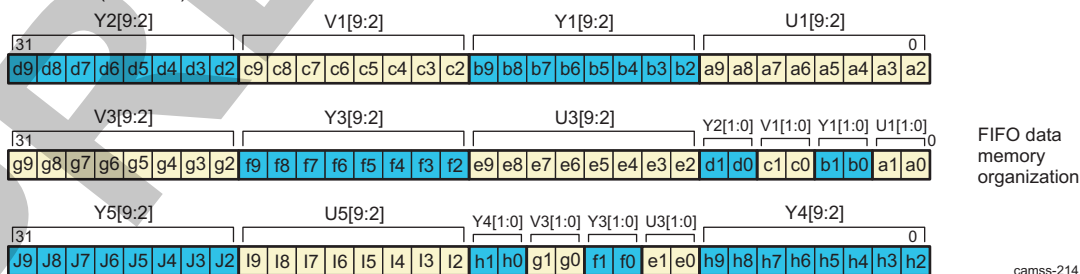 Y2[9:2] V1[9:2] Y1[9:2] U1[9:2]
31 0
d9 d8 d7 d6 d5 d4 d3 d2 c9 c8 c7 c6 c5 c4 c3 c2 b9 b8 b7 b6 b5 b4 b3 b2 a9 a8 a7 a6 a5 a4 a3 a2
V3[9:2] Y3[9:2] U3[9:2] Y2[1:0] V1[1:0] Y1[1:0] U1[1:0]
31 0
g9 g8 g7 g6 g5 g4 g3 g2 f9 f8 f7 f6 f5 f4 f3 f2 e9 e8 e7 e6 e5 e4 e3 e2 d1 d0 c1 c0 b1 b0 a1 a0
FIFO data
memory
organization
Y5[9:2] U5[9:2] Y4[1:0] V3[1:0] Y3[1:0] U3[1:0] Y4[9:2]
31 0
J9 J8 J7 J6 J5 J4 J3 J2 I9 I8 I7 I6 I5 I4 I3 I2 h1 h0 g1 g0 f1 f0 e1 e0 h9 h8 h7 h6 h5 h4 h3 h2
camss-214